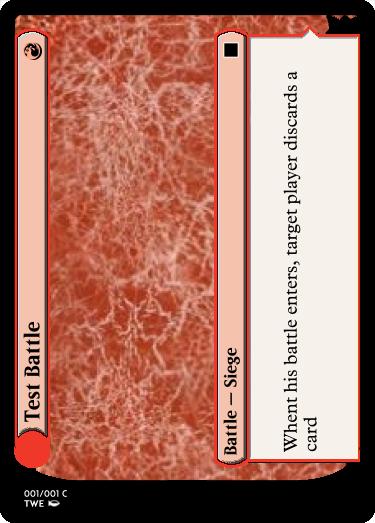 Test Battle
Battle — Siege
Whent his battle enters, target player discards a
card
001/001 C
TWE